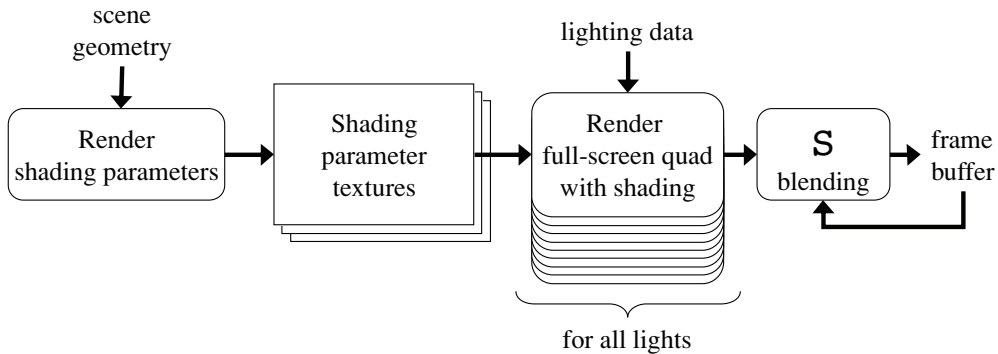 scene
geometry
Render
shading parameters
Shading
parameter
textures
lighting data
Render
full-screen quad
with shading
for all lights
S
blending
frame
buffer